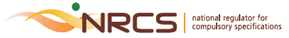 NRCS
national regulator for
compulsory specifications